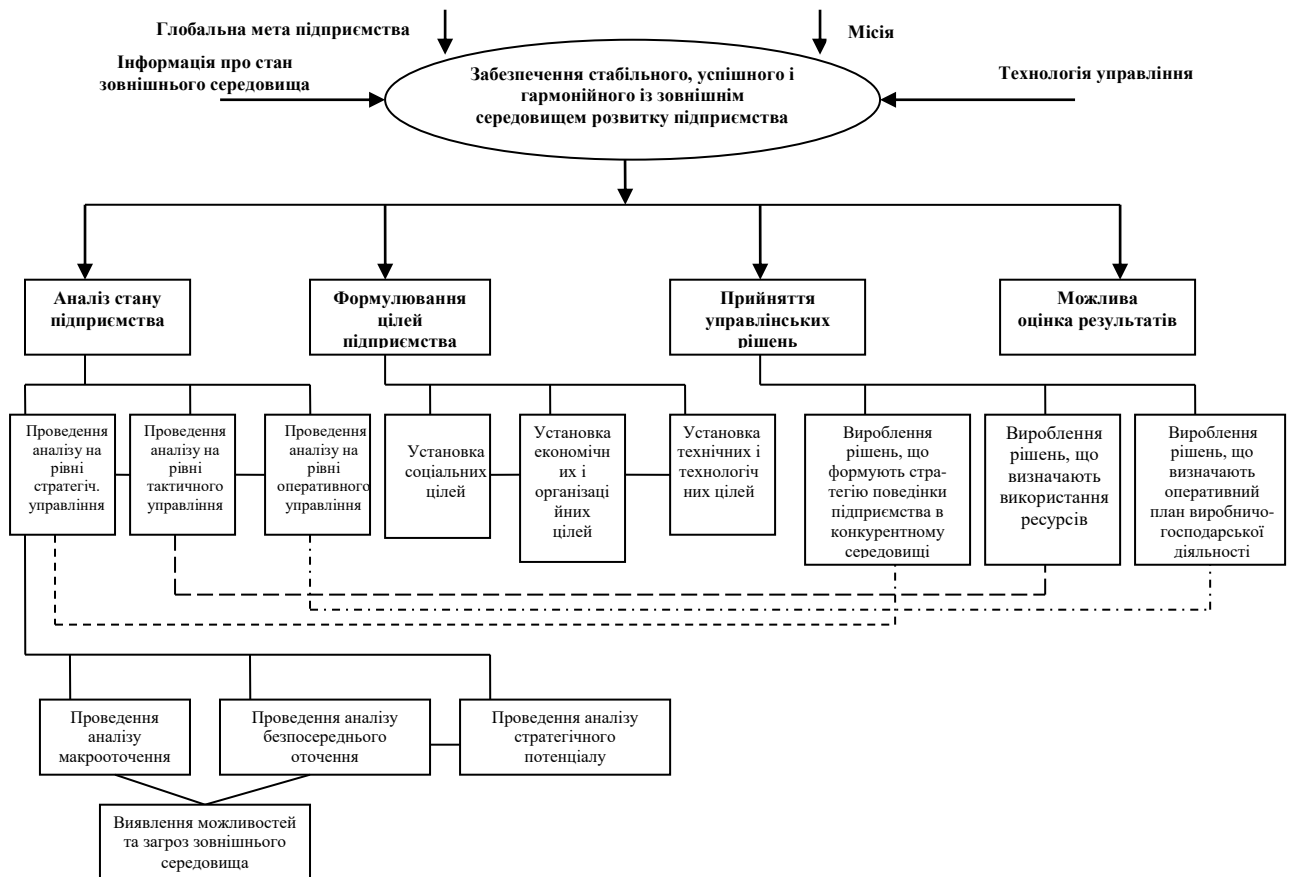 Глобальна мета підприємства
Місія
Інформація про стан
зовнішнього середовища
Технологія управління
Забезпечення стабільного, успішного і
гармонійного із зовнішнім
середовищем розвитку підприємства
Аналіз стану
підприємства
Формулювання
цілей
підприємства
Прийняття
управлінських
рішень
Можлива
оцінка результатів
Проведення
аналізу на
рівні
стратегіч.
управління
Проведення
аналізу на
рівні
тактичного
управління
Проведення
аналізу на
рівні
оперативного
управління
Установка
соціальних
цілей
Установка
економічн
их і
організаці
йних
цілей
Установка
технічних і
технологіч
них цілей
Вироблення
рішень, що
формують стра-
тегію поведінки
підприємства в
конкурентному
середовищі
Вироблення
рішень, що
визначають
використання
ресурсів
Вироблення
рішень, що
визначають
оперативний
план виробничо-
господарської
діяльності
Проведення
аналізу
макрооточення
Проведення аналізу
безпосереднього
оточення
Проведення аналізу
стратегічного
потенціалу
Виявлення можливостей
та загроз зовнішнього
середовища